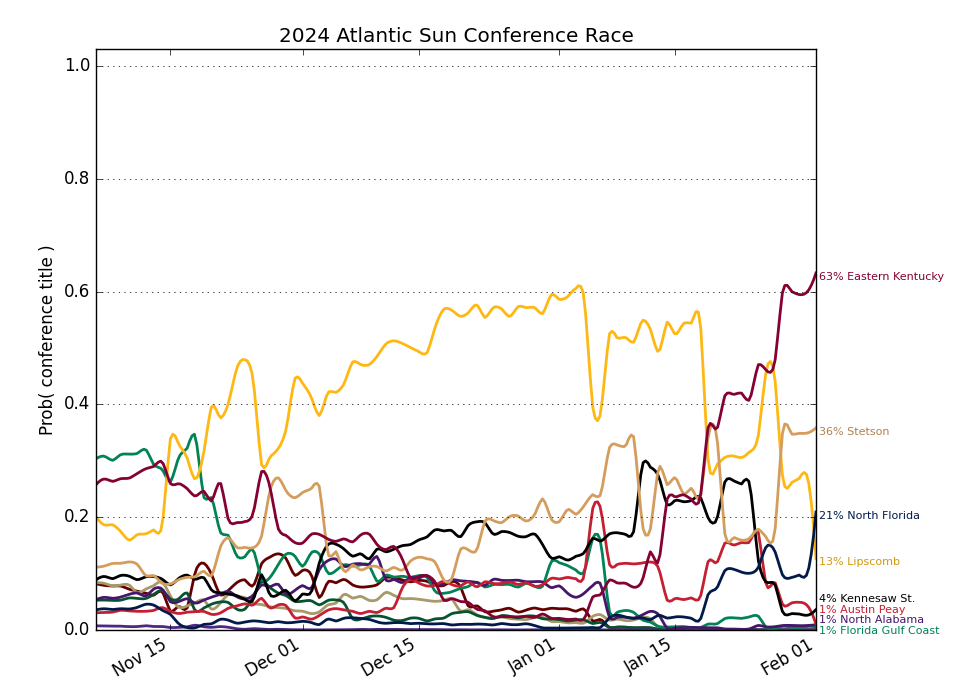 2024 Atlantic Sun Conference Race
Prob( conference title )
1.0
0.8
0.6
0.4
0.2
0.0
Nov 15
Dec 01
Dec 15
Jan 01
Jan 15
Feb 01
63% Eastern Kentucky
36% Stetson
21% North Florida
13% Lipscomb
4% Kennesaw St.
3% Austin Peay
1% North Alabama
1% Florida Gulf Coast